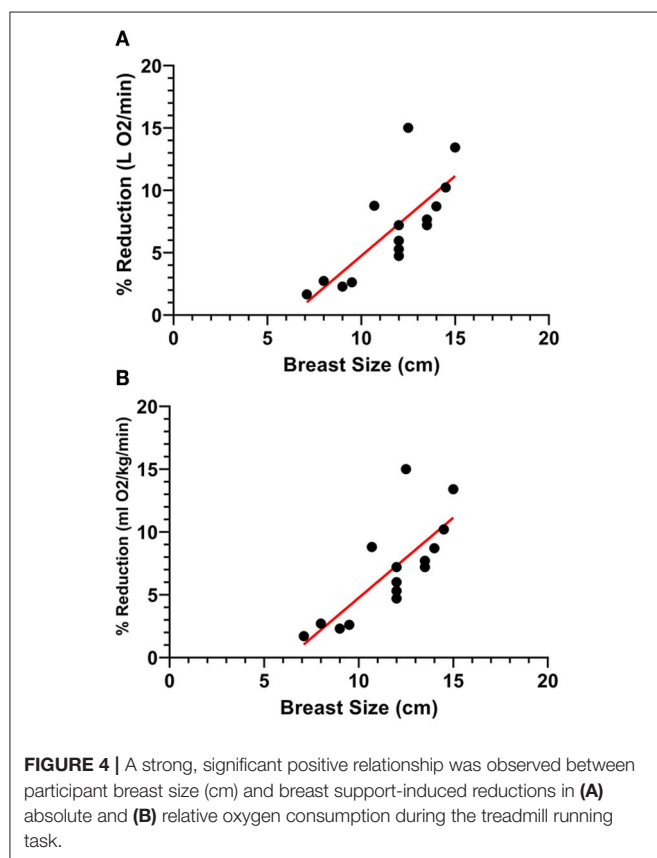 A
20
15
10
5
0
% Reduction (L O2/min)
0 5 10 15 20
Breast Size (cm)
B
20
15
10
5
0
% Reduction (ml O2/kg/min)
0 5 10 15 20
Breast Size (cm)
FIGURE 4 | A strong, significant positive relationship was observed between
participant breast size (cm) and breast support-induced reductions in (A)
absolute and (B) relative oxygen consumption during the treadmill running
task.